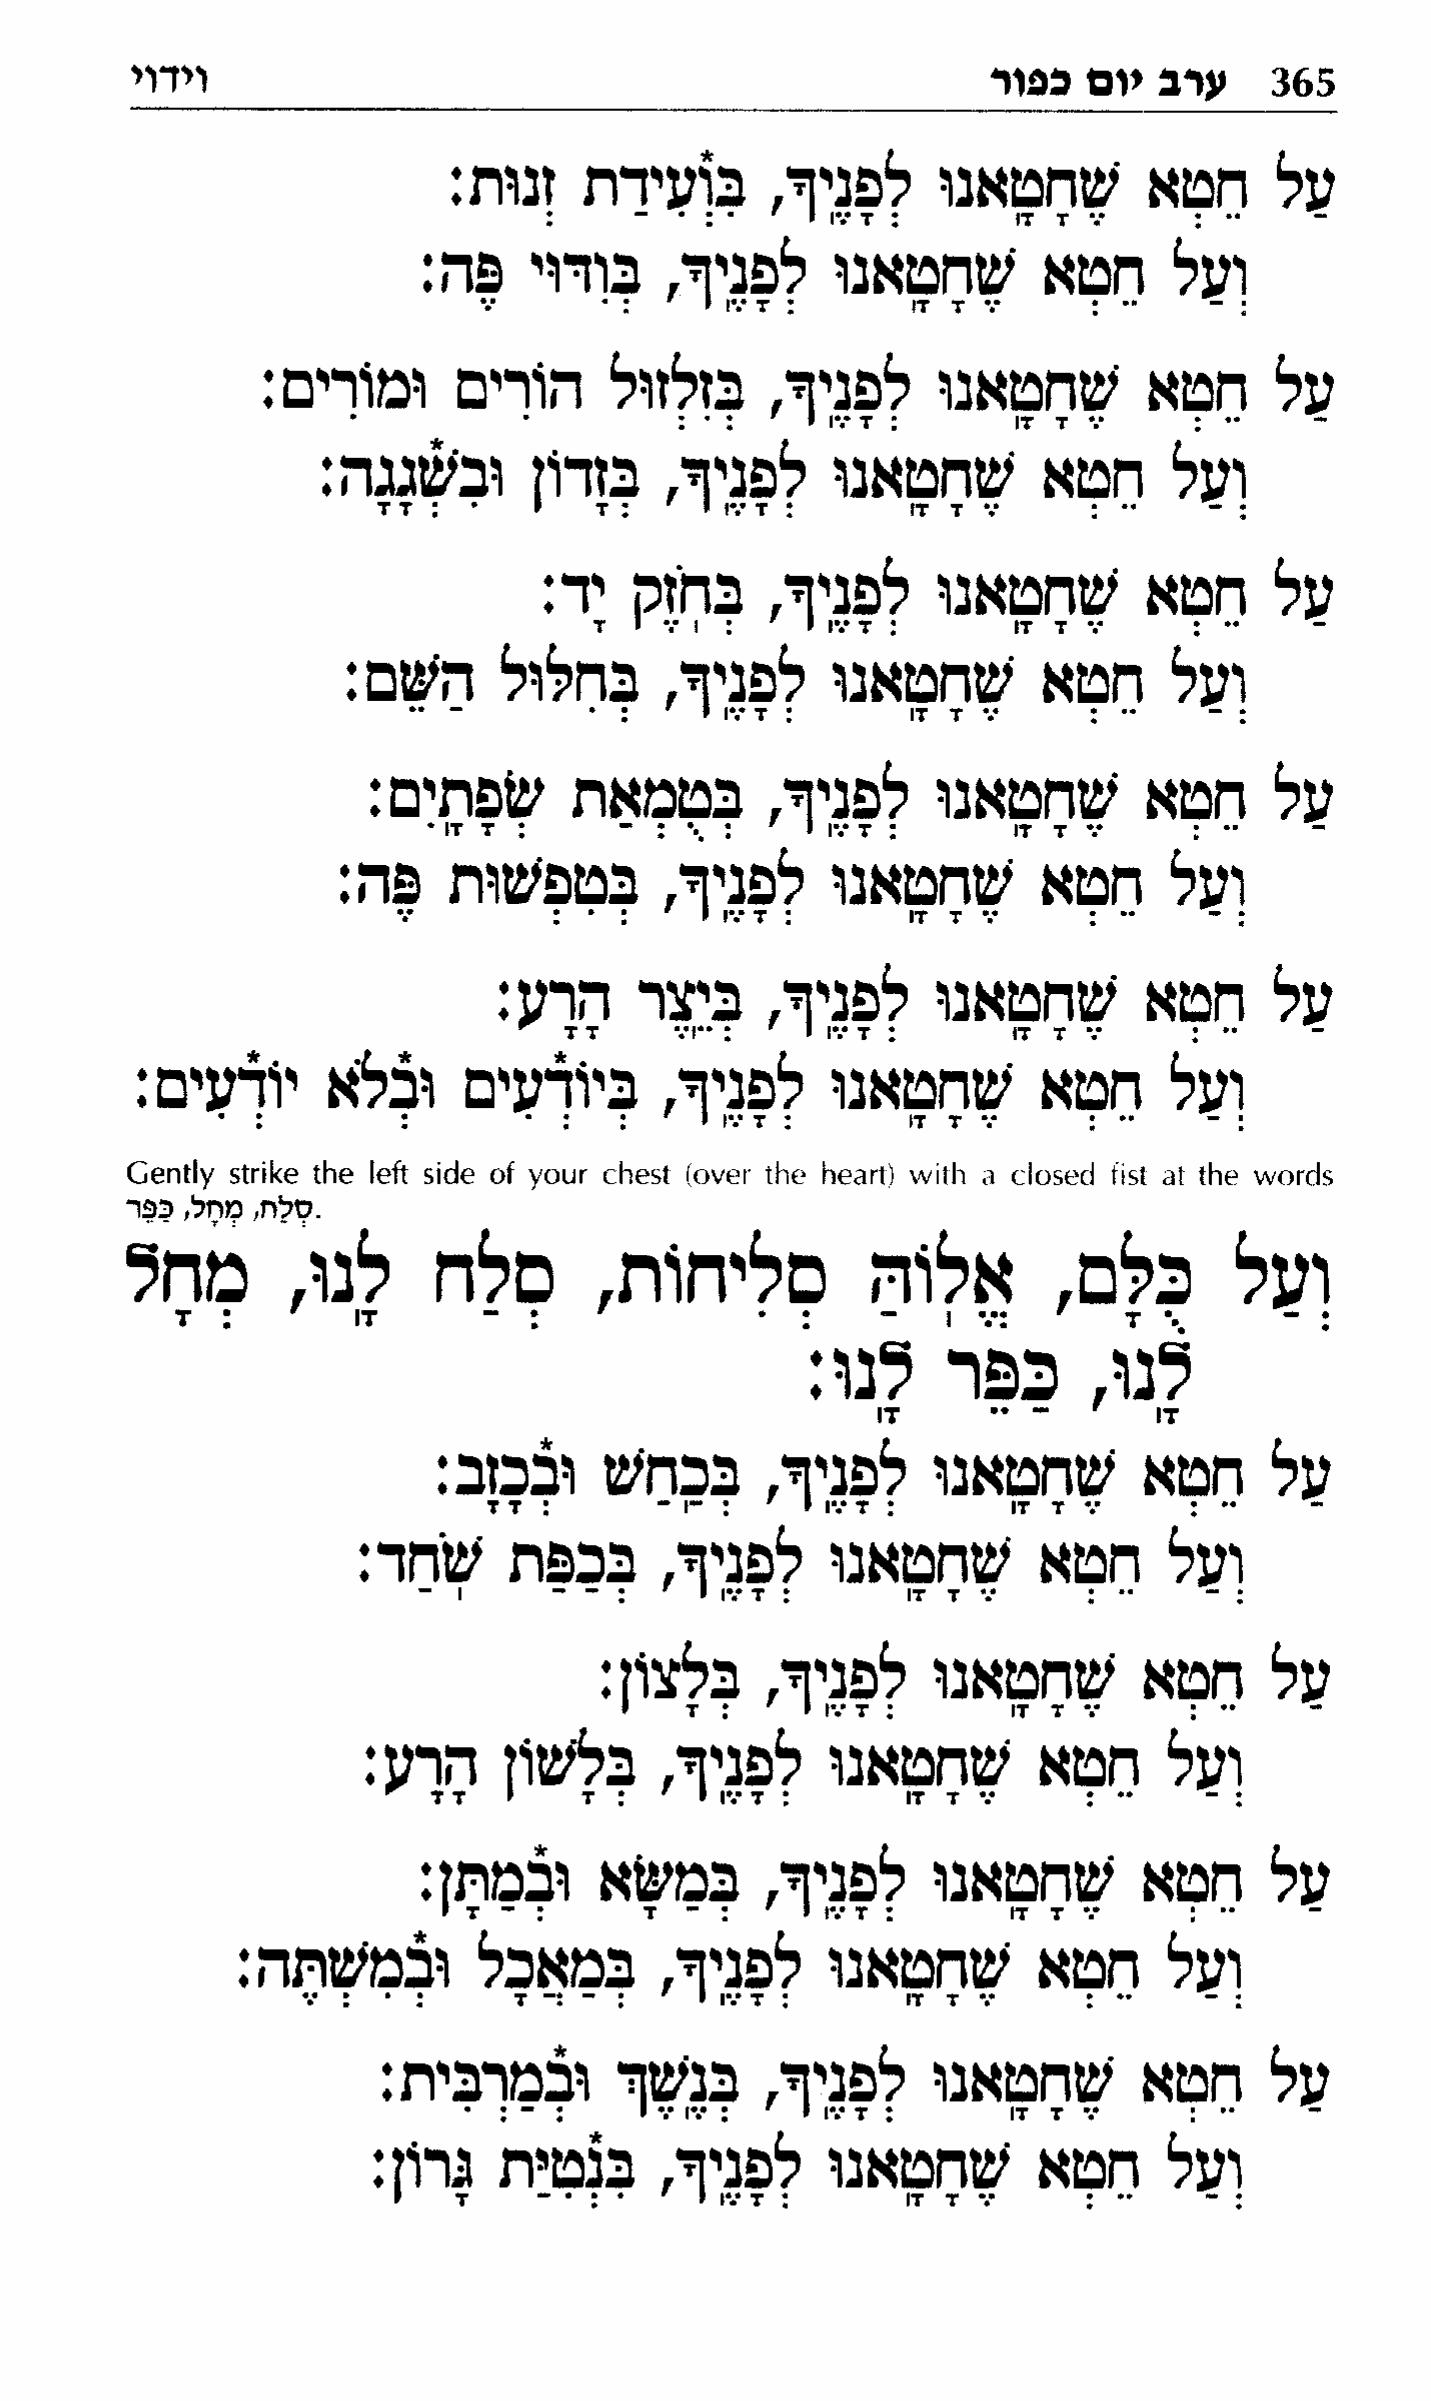 365 ערב יום כפור וידוי
עַל חֵטְא שֶׁחָטָֽאנוּ לְפָנֶֽיךָ, בִּוְ֯עִידַת זְנוּת:
וְעַל חֵטְא שֶׁחָטָֽאנוּ לְפָנֶֽיךָ, בְּוִדּוּי פֶּה:
עַל חֵטְא שֶׁחָטָֽאנוּ לְפָנֶֽיךָ, בְּזִלְזוּל הוֹרִים וּמוֹרִים:
וְעַל חֵטְא שֶׁחָטָֽאנוּ לְפָנֶֽיךָ, בְּזָדוֹן וּבִשְׁ֯גָגָה:
עַל חֵטְא שֶׁחָטָֽאנוּ לְפָנֶֽיךָ, בְּחֽוֹזֶק יָד:
וְעַל חֵטְא שֶׁחָטָֽאנוּ לְפָנֶֽיךָ, בְּחִלּוּל הַשֵּׁם:
עַל חֵטְא שֶׁחָטָֽאנוּ לְפָנֶֽיךָ, בְּטֻמְאַת שְׂפָתָֽיִם:
וְעַל חֵטְא שֶׁחָטָֽאנוּ לְפָנֶֽיךָ, בְּטִפְשׁוּת פֶּה:
עַל חֵטְא שֶׁחָטָֽאנוּ לְפָנֶֽיךָ, בְּיֵֽצֶר הָרָע:
וְעַל חֵטְא שֶׁחָטָֽאנוּ לְפָנֶֽיךָ, בְּיוֹדְ֯עִים וּבְ֯לֹא יוֹדְ֯עִים:
Gently strike the left side of your chest (over the heart) with a closed fist at the words
סְלַח, מְחָל, כַּפֵּר.
וְעַל כֻּלָּם, אֱלֽוֹהַּ סְלִיחוֹת, סְלַח לָֽנוּ, מְחָל
לָֽנוּ, כַּפֵּר לָֽנוּ:
עַל חֵטְא שֶׁחָטָֽאנוּ לְפָנֶֽיךָ, בְּכַֽחַשׁ וּבְ֯כָזָב:
וְעַל חֵטְא שֶׁחָטָֽאנוּ לְפָנֶֽיךָ, בְּכַפַּת שֹֽׁחַד:
עַל חֵטְא שֶׁחָטָֽאנוּ לְפָנֶֽיךָ, בְּלָצוֹן:
וְעַל חֵטְא שֶׁחָטָֽאנוּ לְפָנֶֽיךָ, בְּלָשׁוֹן הָרָע:
עַל חֵטְא שֶׁחָטָֽאנוּ לְפָנֶֽיךָ, בְּמַשָּׂא וּבְ֯מַתָּן:
וְעַל חֵטְא שֶׁחָטָֽאנוּ לְפָנֶֽיךָ, בְּמַאֲכָל וּבְ֯מִשְׁתֶּה:
עַל חֵטְא שֶׁחָטָֽאנוּ לְפָנֶֽיךָ, בְּנֶֽשֶׁךְ וּבְ֯מַרְבִּית:
וְעַל חֵטְא שֶׁחָטָֽאנוּ לְפָנֶֽיךָ, בִּנְ֯טִיַּת גָּרוֹן: